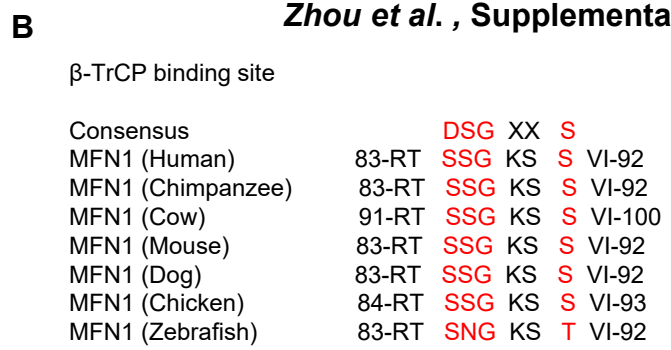 Zhou et al. , Supplementa
B
β-TrCP binding site
Consensus DSG XX S
MFN1 (Human) 83-RT SSG KS S VI-92
MFN1 (Chimpanzee) 83-RT SSG KS S VI-92
MFN1 (Cow) 91-RT SSG KS S VI-100
MFN1 (Mouse) 83-RT SSG KS S VI-92
MFN1 (Dog) 83-RT SSG KS S VI-92
MFN1 (Chicken) 84-RT SSG KS S VI-93
MFN1 (Zebrafish) 83-RT SNG KS T VI-92